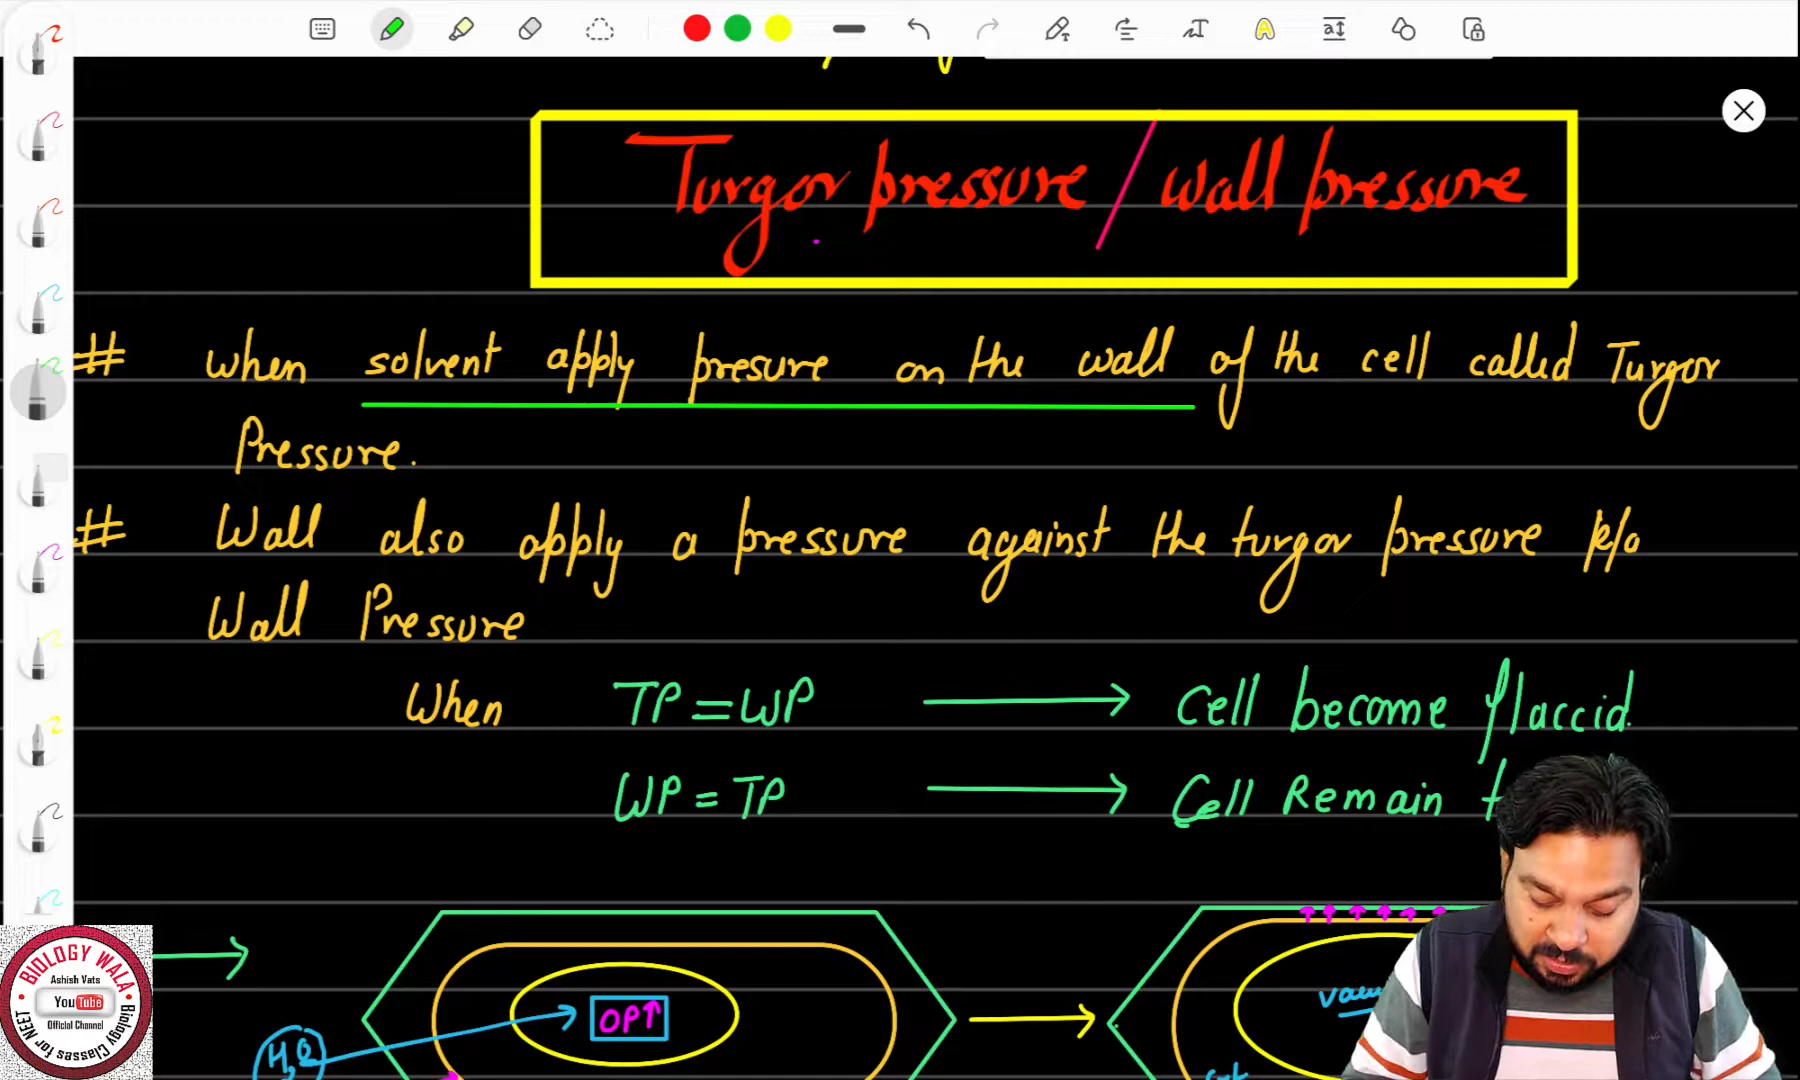 Turgor pressure / wall pressure
# when solvent apply presure on the wall of the cell called Turgor
Pressure.
# Wall also apply a pressure against the turgor pressure k/a
Wall Pressure
When TP = WP → Cell become flaccid.
WP = TP → Cell Remain t
OP↑
H2O
BIOLOGY WALA
Ashish Vats
YouTube
Official Channel
Biology Classes for NEET